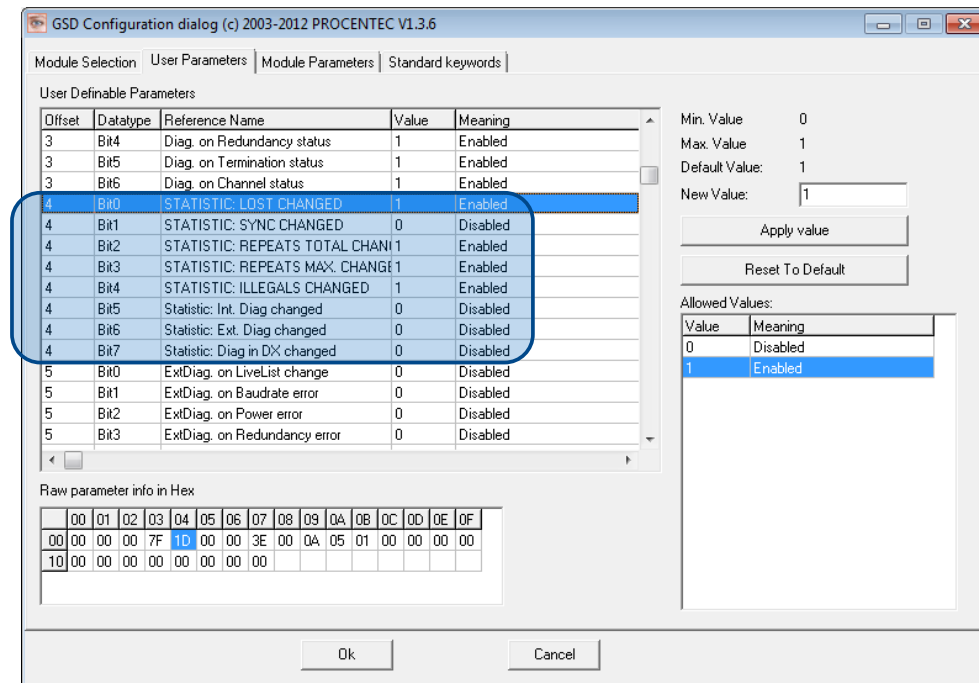 GSD Configuration dialog (c) 2003-2012 PROCENTEC V1.3.6
Module Selection User Parameters Module Parameters Standard keywords
User Definable Parameters
Offset Datatype Reference Name Value Meaning
3 Bit4 Diag. on Redundancy status 1 Enabled
3 Bit5 Diag. on Termination status 1 Enabled
3 Bit6 Diag. on Channel status 1 Enabled
4 Bit0 STATISTIC: LOST CHANGED 1 Enabled
4 Bit1 STATISTIC: SYNC CHANGED 0 Disabled
4 Bit2 STATISTIC: REPEATS TOTAL CHAN 1 Enabled
4 Bit3 STATISTIC: REPEATS MAX. CHANGE 1 Enabled
4 Bit4 STATISTIC: ILLEGALS CHANGED 1 Enabled
4 Bit5 Statistic: Int. Diag changed 0 Disabled
4 Bit6 Statistic: Ext. Diag changed 0 Disabled
4 Bit7 Statistic: Diag in DX changed 0 Disabled
5 Bit0 ExtDiag. on LiveList change 0 Disabled
5 Bit1 ExtDiag. on Baudrate error 0 Disabled
5 Bit2 ExtDiag. on Power error 0 Disabled
5 Bit3 ExtDiag. on Redundancy error 0 Disabled
Min. Value 0
Max. Value 1
Default Value: 1
New Value: 1
Apply value
Reset To Default
Allowed Values:
Value Meaning
0 Disabled
1 Enabled
Raw parameter info in Hex
00 01 02 03 04 05 06 07 08 09 0A 0B 0C 0D 0E 0F
00 00 00 00 7F 1D 00 00 3E 00 0A 05 01 00 00 00 00
10 00 00 00 00 00 00 00 00
Ok Cancel